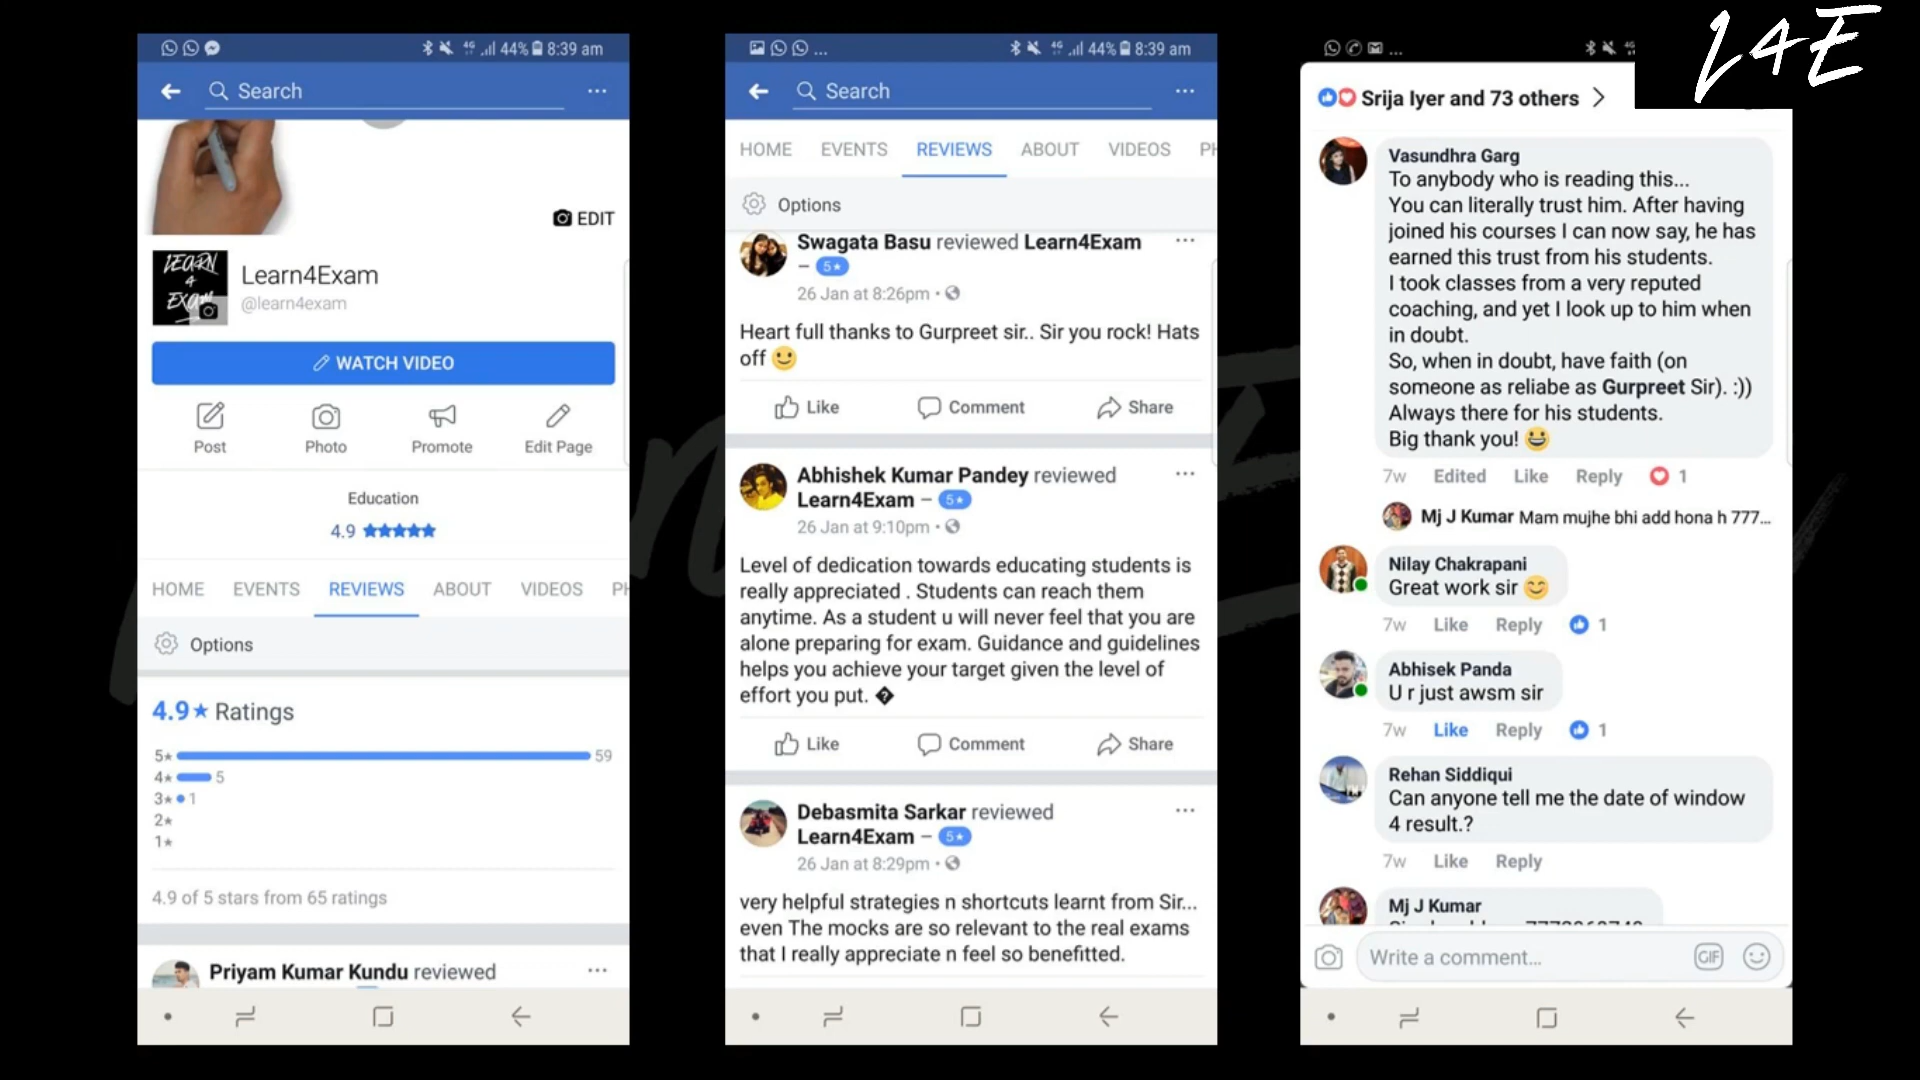 44% 8:39 am
Search
EDIT
LEARN
4
EXAM
Learn4Exam
@learn4exam
WATCH VIDEO
Post Photo Promote Edit Page
Education
4.9 ★★★★★
HOME EVENTS REVIEWS ABOUT VIDEOS
Options
4.9 ★ Ratings
5★ 59
4★ 5
3★ 1
2★
1★
4.9 of 5 stars from 65 ratings
Priyam Kumar Kundu reviewed
... 4G 44% 8:39 am
Search
HOME EVENTS REVIEWS ABOUT VIDEOS
Options
Swagata Basu reviewed Learn4Exam
– 5★
26 Jan at 8:26pm •
Heart full thanks to Gurpreet sir.. Sir you rock! Hats
off 🙂
Like Comment Share
Abhishek Kumar Pandey reviewed
Learn4Exam – 5★
26 Jan at 9:10pm •
Level of dedication towards educating students is
really appreciated . Students can reach them
anytime. As a student u will never feel that you are
alone preparing for exam. Guidance and guidelines
helps you achieve your target given the level of
effort you put. �
Like Comment Share
Debasmita Sarkar reviewed
Learn4Exam – 5★
26 Jan at 8:29pm •
very helpful strategies n shortcuts learnt from Sir...
even The mocks are so relevant to the real exams
that I really appreciate n feel so benefitted.
L4E
Srija Iyer and 73 others
Vasundhra Garg
To anybody who is reading this...
You can literally trust him. After having
joined his courses I can now say, he has
earned this trust from his students.
I took classes from a very reputed
coaching, and yet I look up to him when
in doubt.
So, when in doubt, have faith (on
someone as reliabe as Gurpreet Sir). :))
Always there for his students.
Big thank you! 😀
7w Edited Like Reply 1
Mj J Kumar Mam mujhe bhi add hona h 777...
Nilay Chakrapani
Great work sir 😊
7w Like Reply 1
Abhisek Panda
U r just awsm sir
7w Like Reply 1
Rehan Siddiqui
Can anyone tell me the date of window
4 result.?
7w Like Reply
Mj J Kumar
Write a comment... GIF